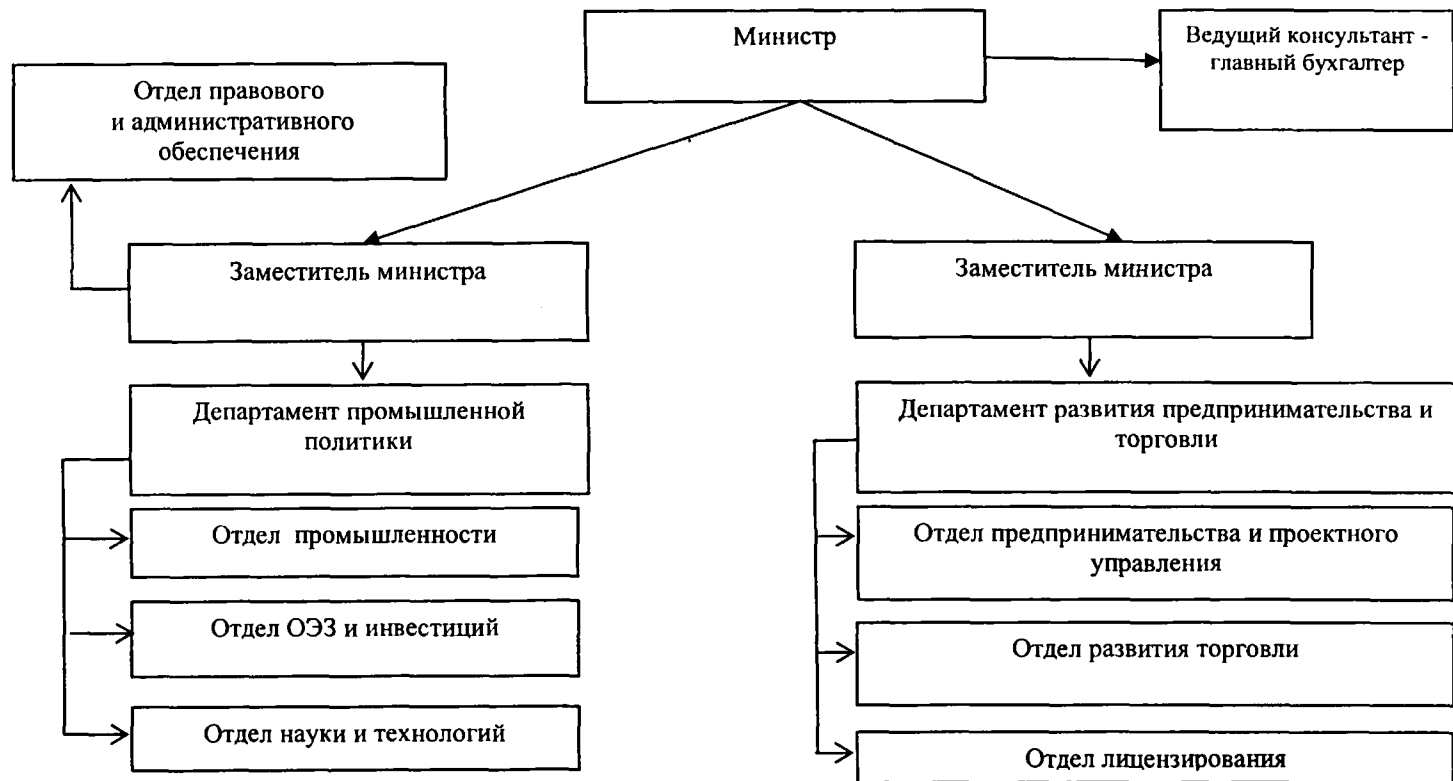 Министр
Ведущий консультант -
главный бухгалтер
Отдел правового
и административного
обеспечения
Заместитель министра
Заместитель министра
Департамент промышленной
политики
Департамент развития предпринимательства и
торговли
Отдел промышленности
Отдел предпринимательства и проектного
управления
Отдел ОЭЗ и инвестиций
Отдел развития торговли
Отдел науки и технологий
Отдел лицензирования